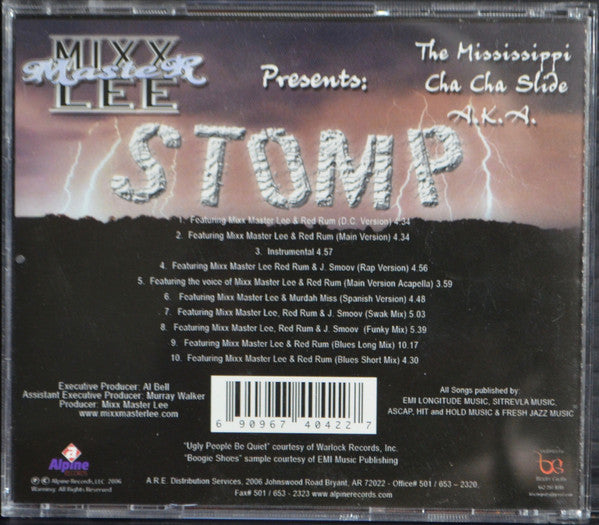 MIXX
MasteR
LEE
Presents:
The Mississippi
Cha Cha Slide
A.K.A.
STOMP
1. Featuring Mixx Master Lee & Red Rum (D.C. Version) 4.34
2. Featuring Mixx Master Lee & Red Rum (Main Version) 4.34
3. Instrumental 4.57
4. Featuring Mixx Master Lee Red Rum & J. Smoov (Rap Version) 4.56
5. Featuring the voice of Mixx Master Lee & Red Rum (Main Version Acapella) 3.59
6. Featuring Mixx Master Lee & Murdah Miss (Spanish Version) 4.48
7. Featuring Mixx Master Lee, Red Rum & J. Smoov (Swak Mix) 5.03
8. Featuring Mixx Master Lee, Red Rum & J. Smoov (Funky Mix) 5.39
9. Featuring Mixx Master Lee & Red Rum (Blues Long Mix) 10.17
10. Featuring Mixx Master Lee & Red Rum (Blues Short Mix) 4.30
Executive Producer: Al Bell
Assistant Executive Producer: Murray Walker
Producer: Mixx Master Lee
www.mixxmasterlee.com
6 90967 40422 7
All Songs published by:
EMI LONGITUDE MUSIC, SITREVLA MUSIC,
ASCAP, HIT and HOLD MUSIC & FRESH JAZZ MUSIC
"Ugly People Be Quiet" courtesy of Warlock Records, Inc.
"Boogie Shoes" sample courtesy of EMI Music Publishing
Alpine
RECORDS
℗ © Alpine Records, LLC, 2006
Warning: All Rights Reserved.
A.R.E. Distribution Services, 2006 Johnswood Road Bryant, AR 72022 - Office# 501 / 653 – 2320.
Fax# 501 / 653 - 2323 www.alpinerecords.com